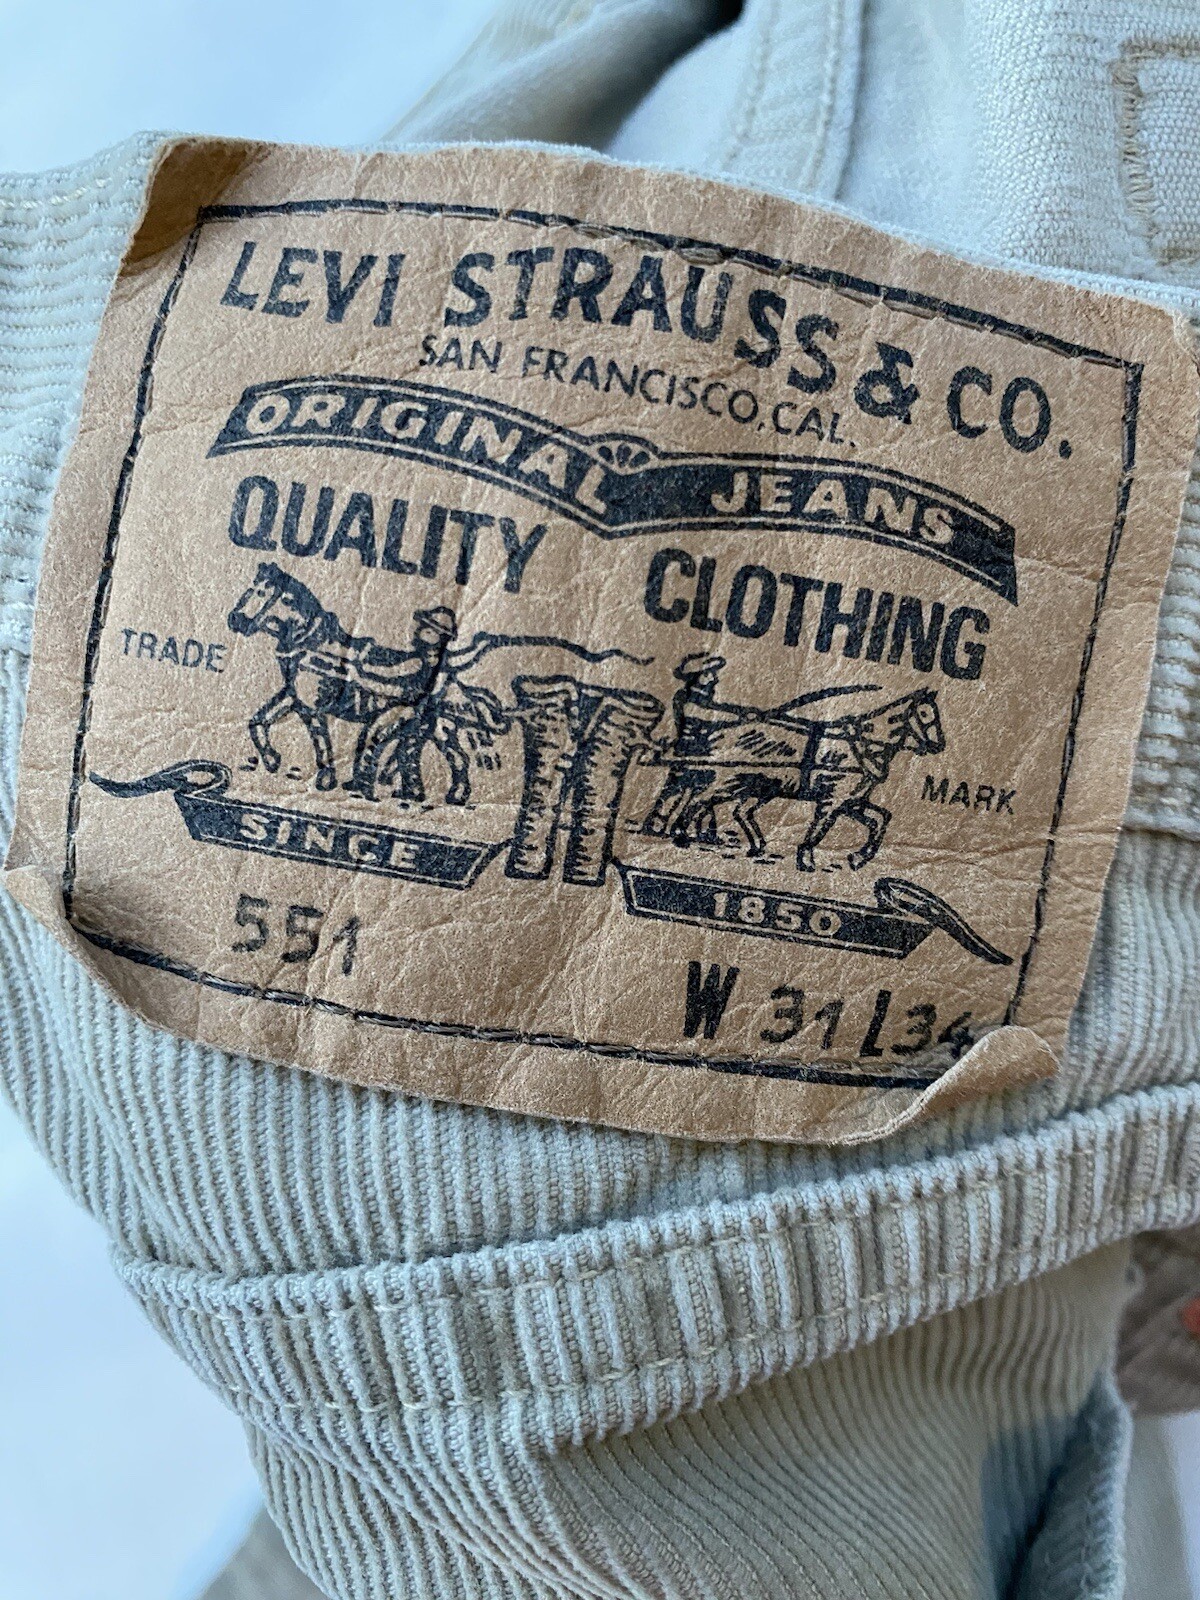 LEVI STRAUSS & CO.
SAN FRANCISCO, CAL.
ORIGINAL JEANS
QUALITY CLOTHING
TRADE MARK
SINCE 1850
551
W 31 L34